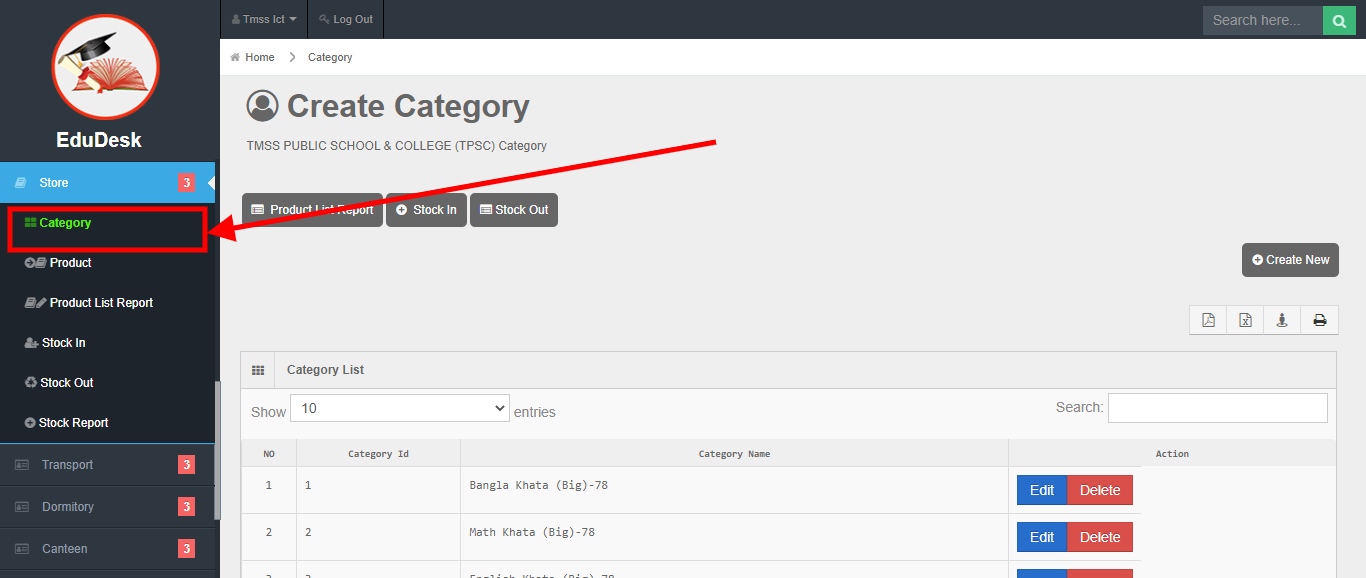 Tmss Ict
Log Out
Search here...
Home > Category
EduDesk
Create Category
TMSS PUBLIC SCHOOL & COLLEGE (TPSC) Category
Store 3
Category
Product
Product List Report
Stock In
Stock Out
Stock Report
Transport 3
Dormitory 3
Canteen 3
Product List Report
Stock In
Stock Out
Create New
Category List
Show 10 entries
Search:
NO Category Id Category Name Action
1 1 Bangla Khata (Big)-78 Edit Delete
2 2 Math Khata (Big)-78 Edit Delete
English Khata (Big)-78